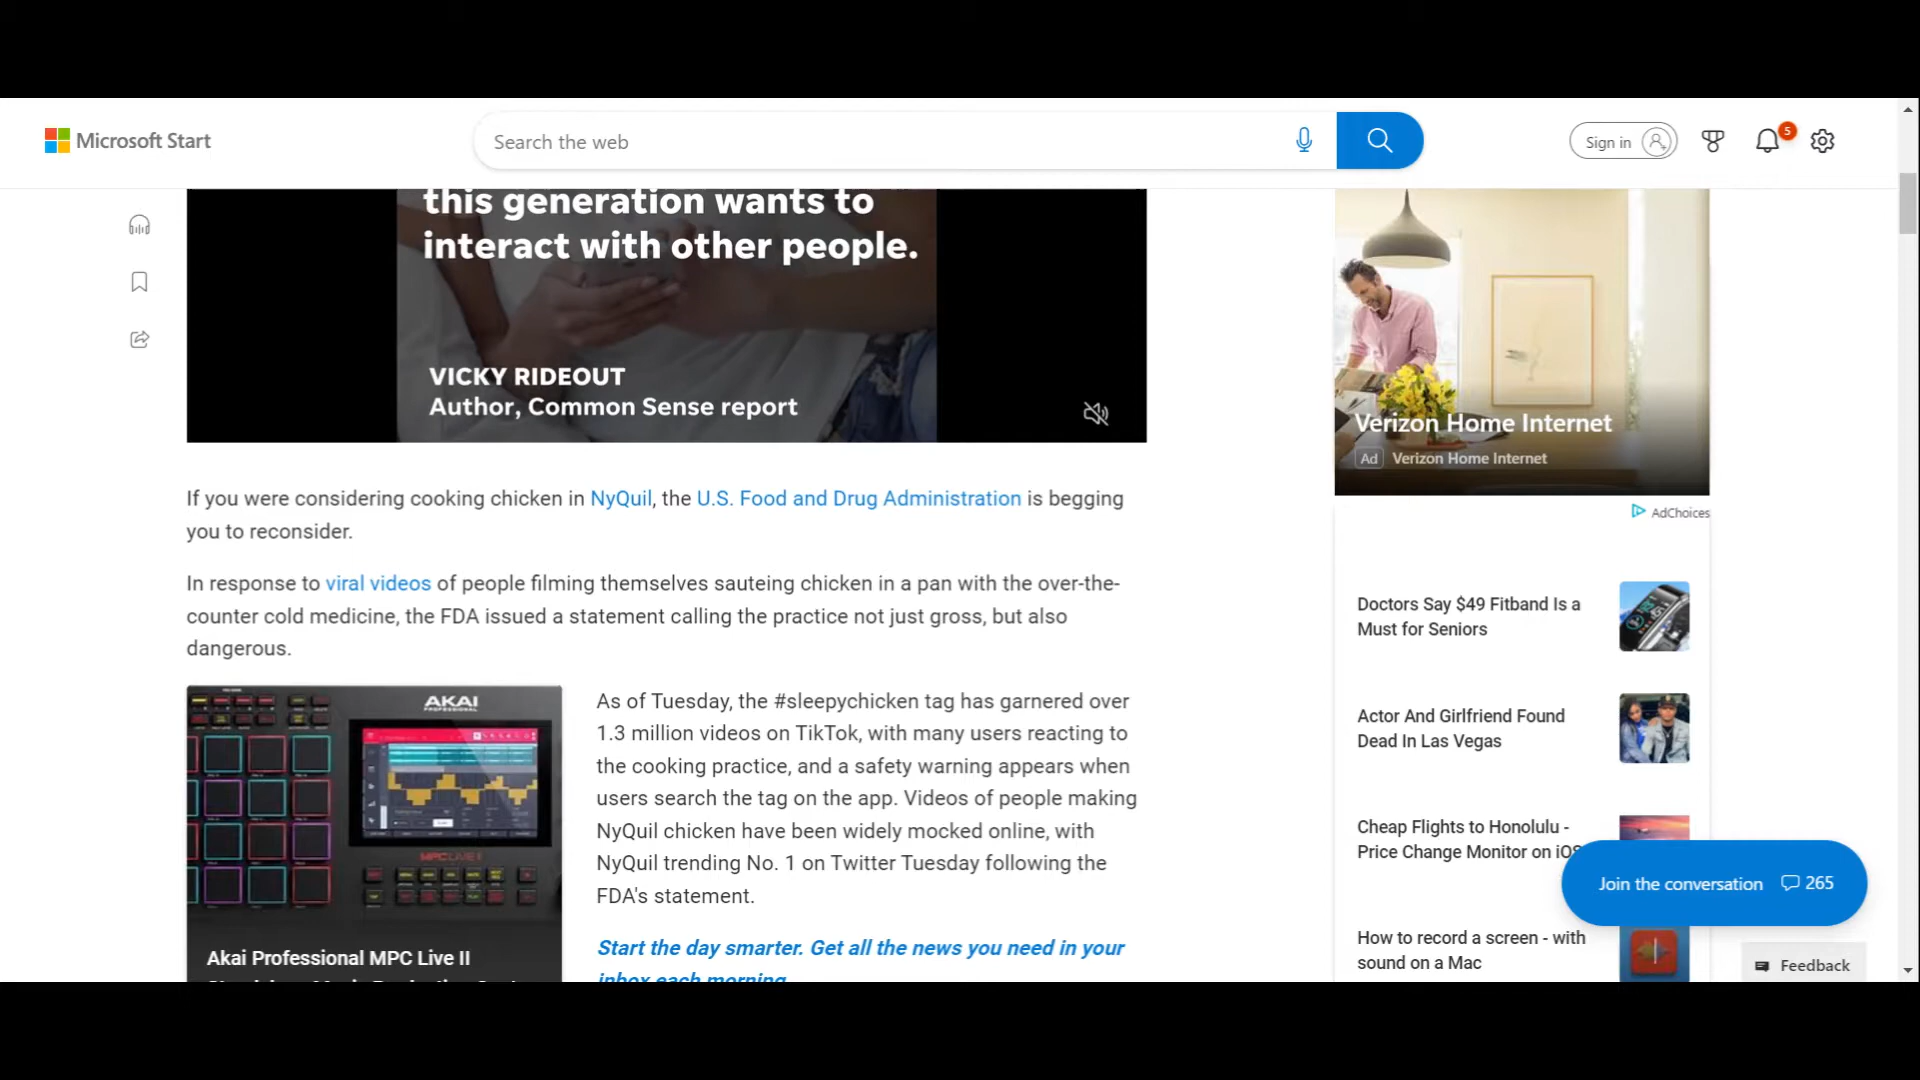 Microsoft Start
Search the web
Sign in
5
this generation wants to
interact with other people.
VICKY RIDEOUT
Author, Common Sense report
If you were considering cooking chicken in NyQuil, the U.S. Food and Drug Administration is begging
you to reconsider.
In response to viral videos of people filming themselves sauteing chicken in a pan with the over-the-
counter cold medicine, the FDA issued a statement calling the practice not just gross, but also
dangerous.
AKAI
PROFESSIONAL
MPC LIVE II
Akai Professional MPC Live II
As of Tuesday, the #sleepychicken tag has garnered over
1.3 million videos on TikTok, with many users reacting to
the cooking practice, and a safety warning appears when
users search the tag on the app. Videos of people making
NyQuil chicken have been widely mocked online, with
NyQuil trending No. 1 on Twitter Tuesday following the
FDA's statement.
Start the day smarter. Get all the news you need in your
inbox each morning.
Verizon Home Internet
Ad Verizon Home Internet
AdChoices
Doctors Say $49 Fitband Is a
Must for Seniors
Actor And Girlfriend Found
Dead In Las Vegas
Cheap Flights to Honolulu -
Price Change Monitor on iOS
Join the conversation 265
How to record a screen - with
sound on a Mac
Feedback